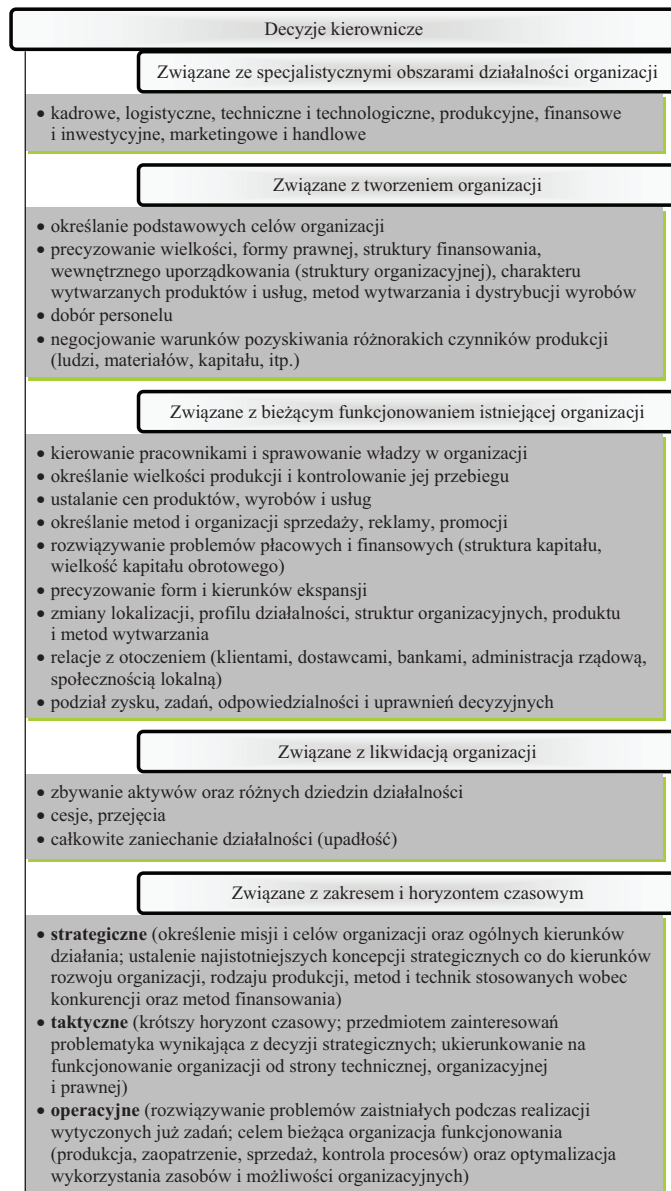 Decyzje kierownicze
Związane ze specjalistycznymi obszarami działalności organizacji
• kadrowe, logistyczne, techniczne i technologiczne, produkcyjne, finansowe
i inwestycyjne, marketingowe i handlowe
Związane z tworzeniem organizacji
• określanie podstawowych celów organizacji
• precyzowanie wielkości, formy prawnej, struktury finansowania,
wewnętrznego uporządkowania (struktury organizacyjnej), charakteru
wytwarzanych produktów i usług, metod wytwarzania i dystrybucji wyrobów
• dobór personelu
• negocjowanie warunków pozyskiwania różnorakich czynników produkcji
(ludzi, materiałów, kapitału, itp.)
Związane z bieżącym funkcjonowaniem istniejącej organizacji
• kierowanie pracownikami i sprawowanie władzy w organizacji
• określanie wielkości produkcji i kontrolowanie jej przebiegu
• ustalanie cen produktów, wyrobów i usług
• określanie metod i organizacji sprzedaży, reklamy, promocji
• rozwiązywanie problemów płacowych i finansowych (struktura kapitału,
wielkość kapitału obrotowego)
• precyzowanie form i kierunków ekspansji
• zmiany lokalizacji, profilu działalności, struktur organizacyjnych, produktu
i metod wytwarzania
• relacje z otoczeniem (klientami, dostawcami, bankami, administracja rządową,
społecznością lokalną)
• podział zysku, zadań, odpowiedzialności i uprawnień decyzyjnych
Związane z likwidacją organizacji
• zbywanie aktywów oraz różnych dziedzin działalności
• cesje, przejęcia
• całkowite zaniechanie działalności (upadłość)
Związane z zakresem i horyzontem czasowym
• strategiczne (określenie misji i celów organizacji oraz ogólnych kierunków
działania; ustalenie najistotniejszych koncepcji strategicznych co do kierunków
rozwoju organizacji, rodzaju produkcji, metod i technik stosowanych wobec
konkurencji oraz metod finansowania)
• taktyczne (krótszy horyzont czasowy; przedmiotem zainteresowań
problematyka wynikająca z decyzji strategicznych; ukierunkowanie na
funkcjonowanie organizacji od strony technicznej, organizacyjnej
i prawnej)
• operacyjne (rozwiązywanie problemów zaistniałych podczas realizacji
wytyczonych już zadań; celem bieżąca organizacja funkcjonowania
(produkcja, zaopatrzenie, sprzedaż, kontrola procesów) oraz optymalizacja
wykorzystania zasobów i możliwości organizacyjnych)